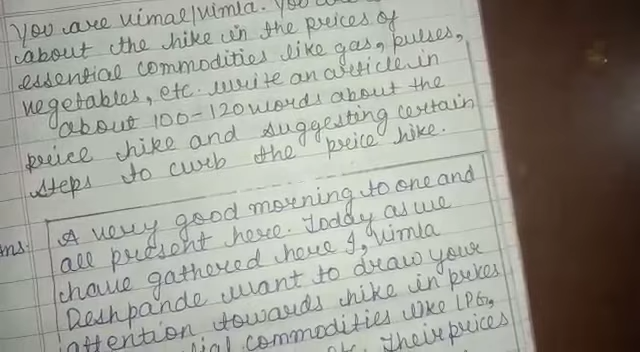 You are Vimal/Vimla. You
about the hike in the prices of
essential commodities like gas, pulses,
vegetables, etc. write an article in
about 100-120 words about the
price hike and suggesting certain
steps to curb the price hike.
Ans.
A very good morning to one and
all present here. Today as we
have gathered here I, Vimla
Deshpande want to draw your
attention towards hike in prices
commodities like LPG,
Their prices